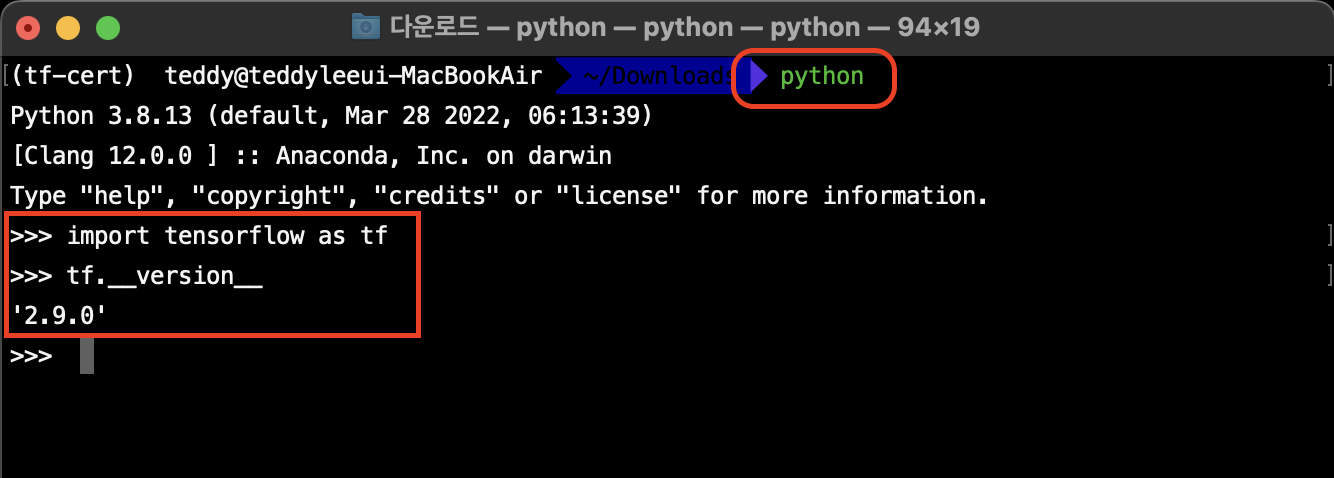 다운로드 — python — python — python — 94×19
(tf-cert) teddy@teddyleeui-MacBookAir ~/Downloads python
Python 3.8.13 (default, Mar 28 2022, 06:13:39)
[Clang 12.0.0 ] :: Anaconda, Inc. on darwin
Type "help", "copyright", "credits" or "license" for more information.
>>> import tensorflow as tf
>>> tf.__version__
'2.9.0'
>>>